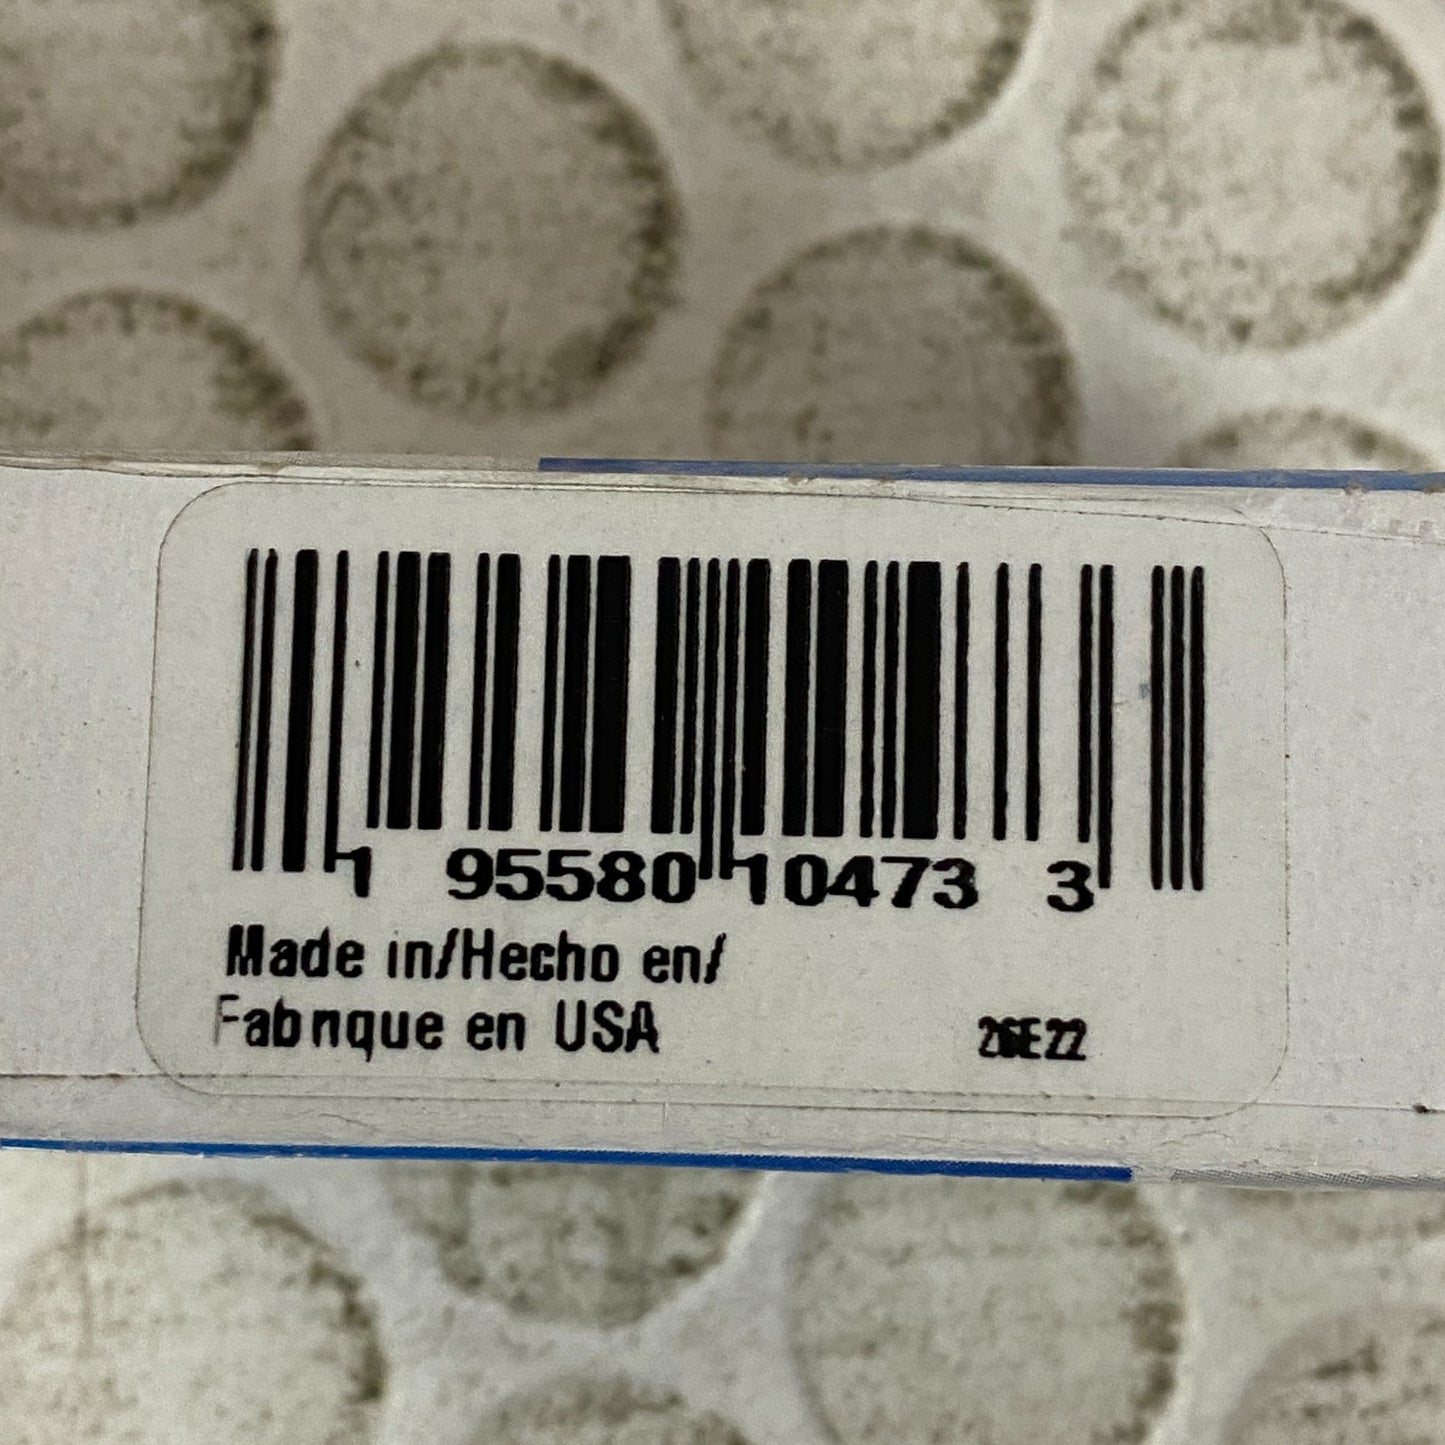 1 95580 10473 3
Made in/Hecho en/
Fabrique en USA
26E22